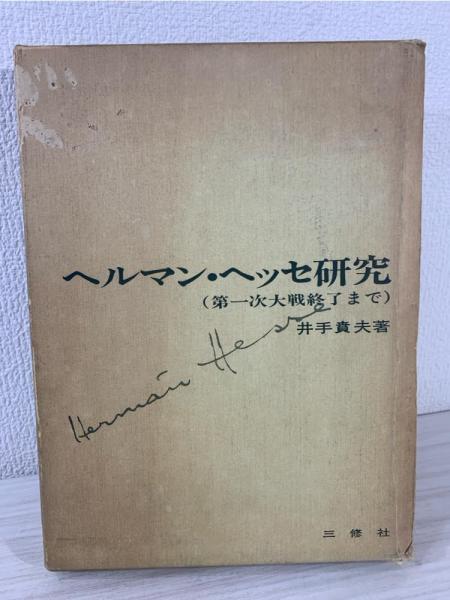 ヘルマン・ヘッセ研究
(第一次大戦終了まで)
井手賁夫著
Hermann Hesse
三修社